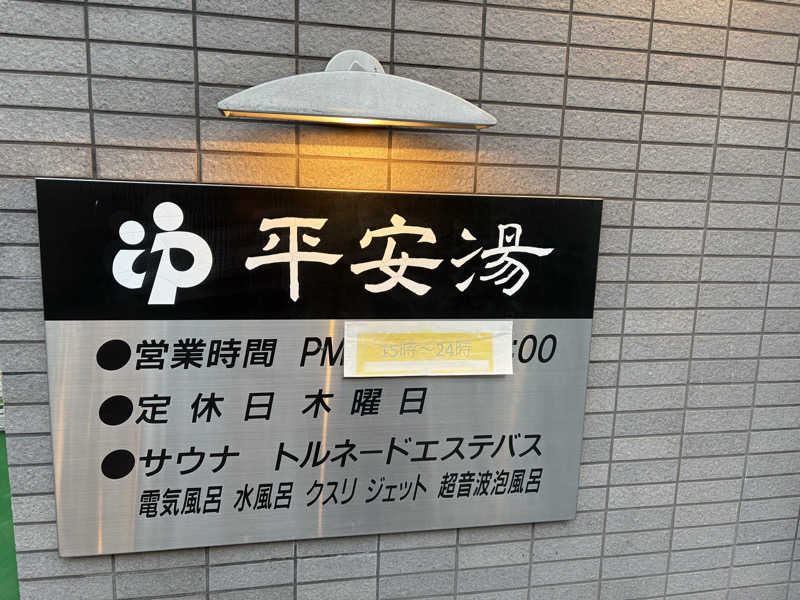 平安湯
●営業時間 PM 15時～24時 :00
●定休日 木曜日
●サウナ トルネードエステバス
電気風呂 水風呂 クスリ ジェット 超音波泡風呂